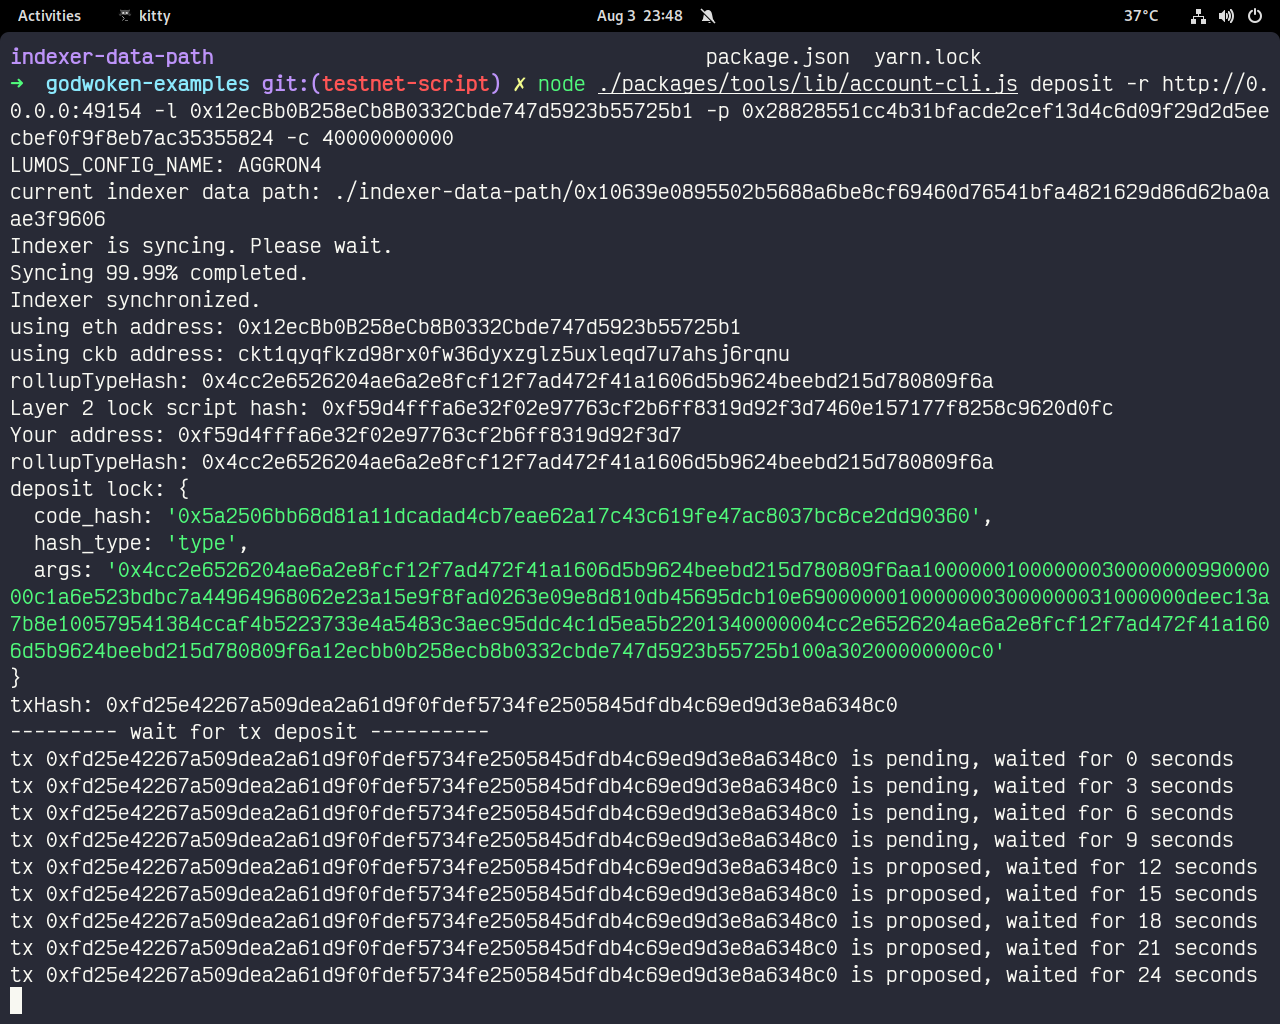 Activities kitty Aug 3 23:48 37°C
indexer-data-path package.json yarn.lock
➜ godwoken-examples git:(testnet-script) ✗ node ./packages/tools/lib/account-cli.js deposit -r http://0.
0.0.0:49154 -l 0x12ecBb0B258eCb8B0332Cbde747d5923b55725b1 -p 0x28828551cc4b31bfacde2cef13d4c6d09f29d2d5ee
cbef0f9f8eb7ac35355824 -c 40000000000
LUMOS_CONFIG_NAME: AGGRON4
current indexer data path: ./indexer-data-path/0x10639e0895502b5688a6be8cf69460d76541bfa4821629d86d62ba0a
ae3f9606
Indexer is syncing. Please wait.
Syncing 99.99% completed.
Indexer synchronized.
using eth address: 0x12ecBb0B258eCb8B0332Cbde747d5923b55725b1
using ckb address: ckt1qyqfkzd98rx0fw36dyxzglz5uxleqd7u7ahsj6rqnu
rollupTypeHash: 0x4cc2e6526204ae6a2e8fcf12f7ad472f41a1606d5b9624beebd215d780809f6a
Layer 2 lock script hash: 0xf59d4fffa6e32f02e97763cf2b6ff8319d92f3d7460e157177f8258c9620d0fc
Your address: 0xf59d4fffa6e32f02e97763cf2b6ff8319d92f3d7
rollupTypeHash: 0x4cc2e6526204ae6a2e8fcf12f7ad472f41a1606d5b9624beebd215d780809f6a
deposit lock: {
  code_hash: '0x5a2506bb68d81a11dcadad4cb7eae62a17c43c619fe47ac8037bc8ce2dd90360',
  hash_type: 'type',
  args: '0x4cc2e6526204ae6a2e8fcf12f7ad472f41a1606d5b9624beebd215d780809f6aa10000001000000030000000990000
00c1a6e523bdbc7a44964968062e23a15e9f8fad0263e09e8d810db45695dcb10e690000000100000003000000031000000deec13a
7b8e100579541384ccaf4b5223733e4a5483c3aec95ddc4c1d5ea5b2201340000004cc2e6526204ae6a2e8fcf12f7ad472f41a160
6d5b9624beebd215d780809f6a12ecbb0b258ecb8b0332cbde747d5923b55725b100a30200000000c0'
}
txHash: 0xfd25e42267a509dea2a61d9f0fdef5734fe2505845dfdb4c69ed9d3e8a6348c0
--------- wait for tx deposit ----------
tx 0xfd25e42267a509dea2a61d9f0fdef5734fe2505845dfdb4c69ed9d3e8a6348c0 is pending, waited for 0 seconds
tx 0xfd25e42267a509dea2a61d9f0fdef5734fe2505845dfdb4c69ed9d3e8a6348c0 is pending, waited for 3 seconds
tx 0xfd25e42267a509dea2a61d9f0fdef5734fe2505845dfdb4c69ed9d3e8a6348c0 is pending, waited for 6 seconds
tx 0xfd25e42267a509dea2a61d9f0fdef5734fe2505845dfdb4c69ed9d3e8a6348c0 is pending, waited for 9 seconds
tx 0xfd25e42267a509dea2a61d9f0fdef5734fe2505845dfdb4c69ed9d3e8a6348c0 is proposed, waited for 12 seconds
tx 0xfd25e42267a509dea2a61d9f0fdef5734fe2505845dfdb4c69ed9d3e8a6348c0 is proposed, waited for 15 seconds
tx 0xfd25e42267a509dea2a61d9f0fdef5734fe2505845dfdb4c69ed9d3e8a6348c0 is proposed, waited for 18 seconds
tx 0xfd25e42267a509dea2a61d9f0fdef5734fe2505845dfdb4c69ed9d3e8a6348c0 is proposed, waited for 21 seconds
tx 0xfd25e42267a509dea2a61d9f0fdef5734fe2505845dfdb4c69ed9d3e8a6348c0 is proposed, waited for 24 seconds